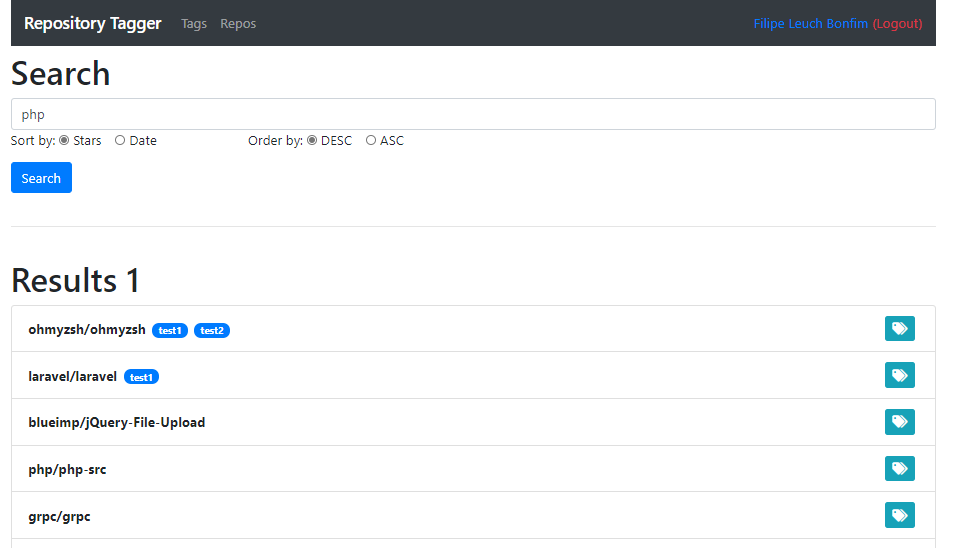 Repository Tagger Tags Repos Filipe Leuch Bonfim (Logout)
Search
php
Sort by: Stars Date Order by: DESC ASC
Search
Results 1
ohmyzsh/ohmyzsh test1 test2
laravel/laravel test1
blueimp/jQuery-File-Upload
php/php-src
grpc/grpc